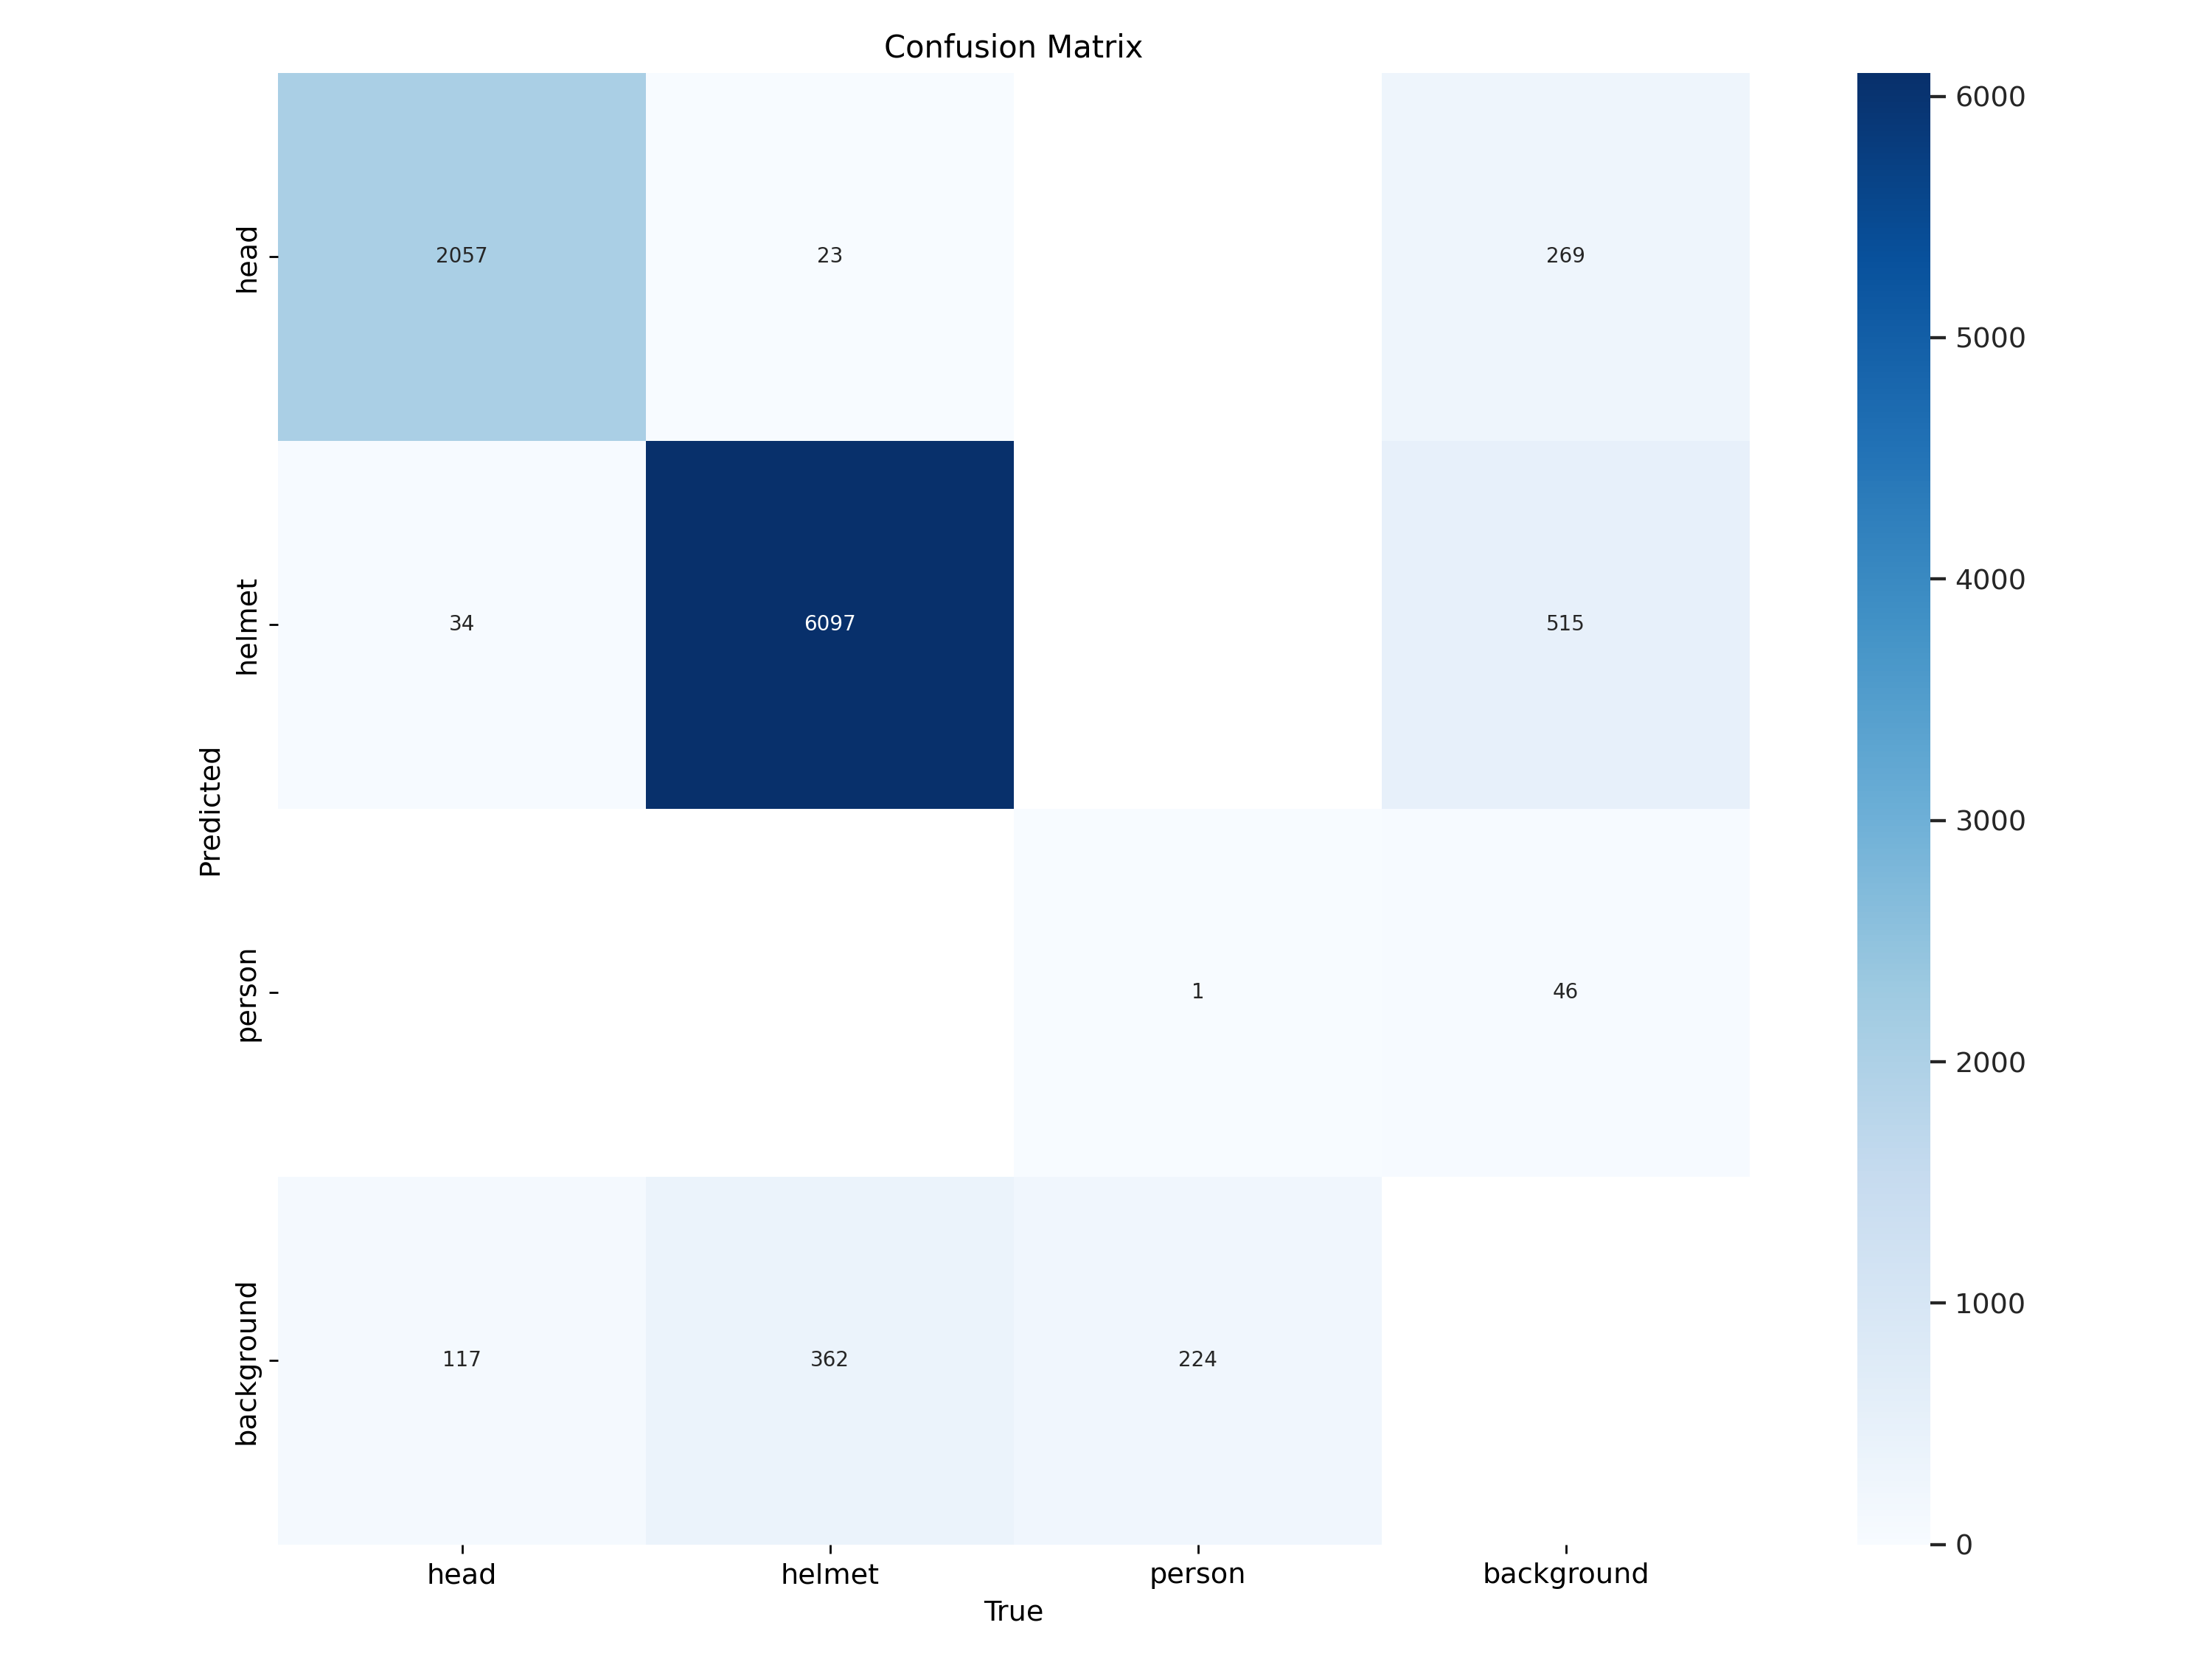 Confusion Matrix
head
2057
23
269
helmet
34
6097
515
person
1
46
background
117
362
224
head
helmet
person
background
True
Predicted
6000
5000
4000
3000
2000
1000
0